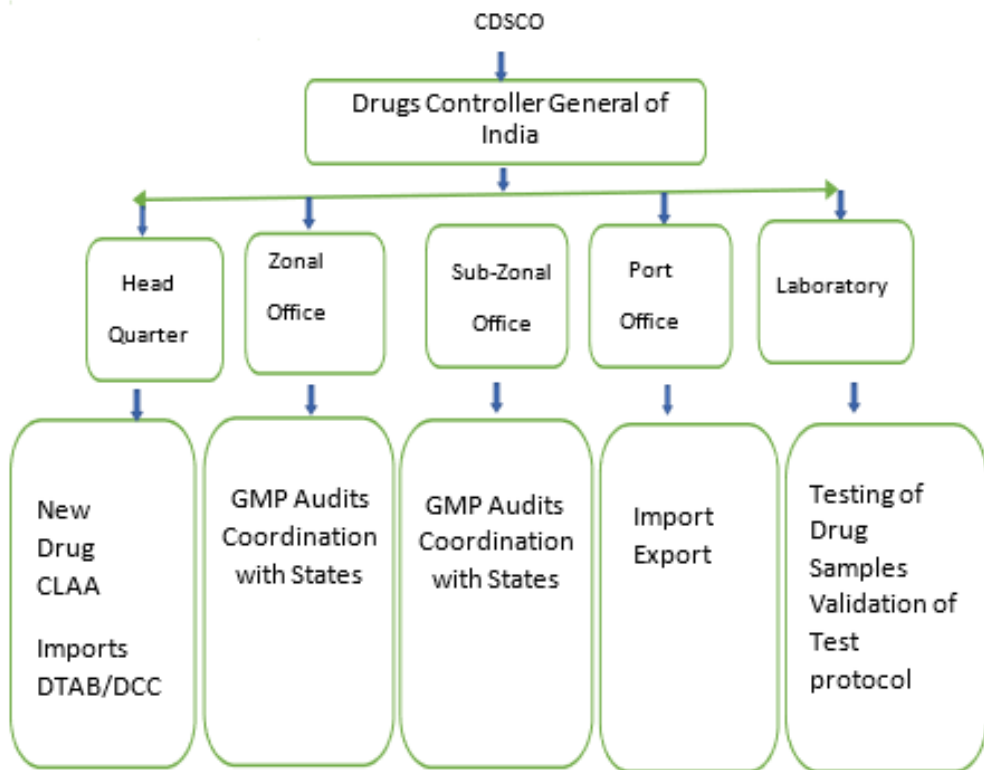 CDSCO
Drugs Controller General of
India
Head
Quarter
Zonal
Office
Sub-Zonal
Office
Port
Office
Laboratory
New
Drug
CLAA
Imports
DTAB/DCC
GMP Audits
Coordination
with States
GMP Audits
Coordination
with States
Import
Export
Testing of
Drug
Samples
Validation of
Test
protocol